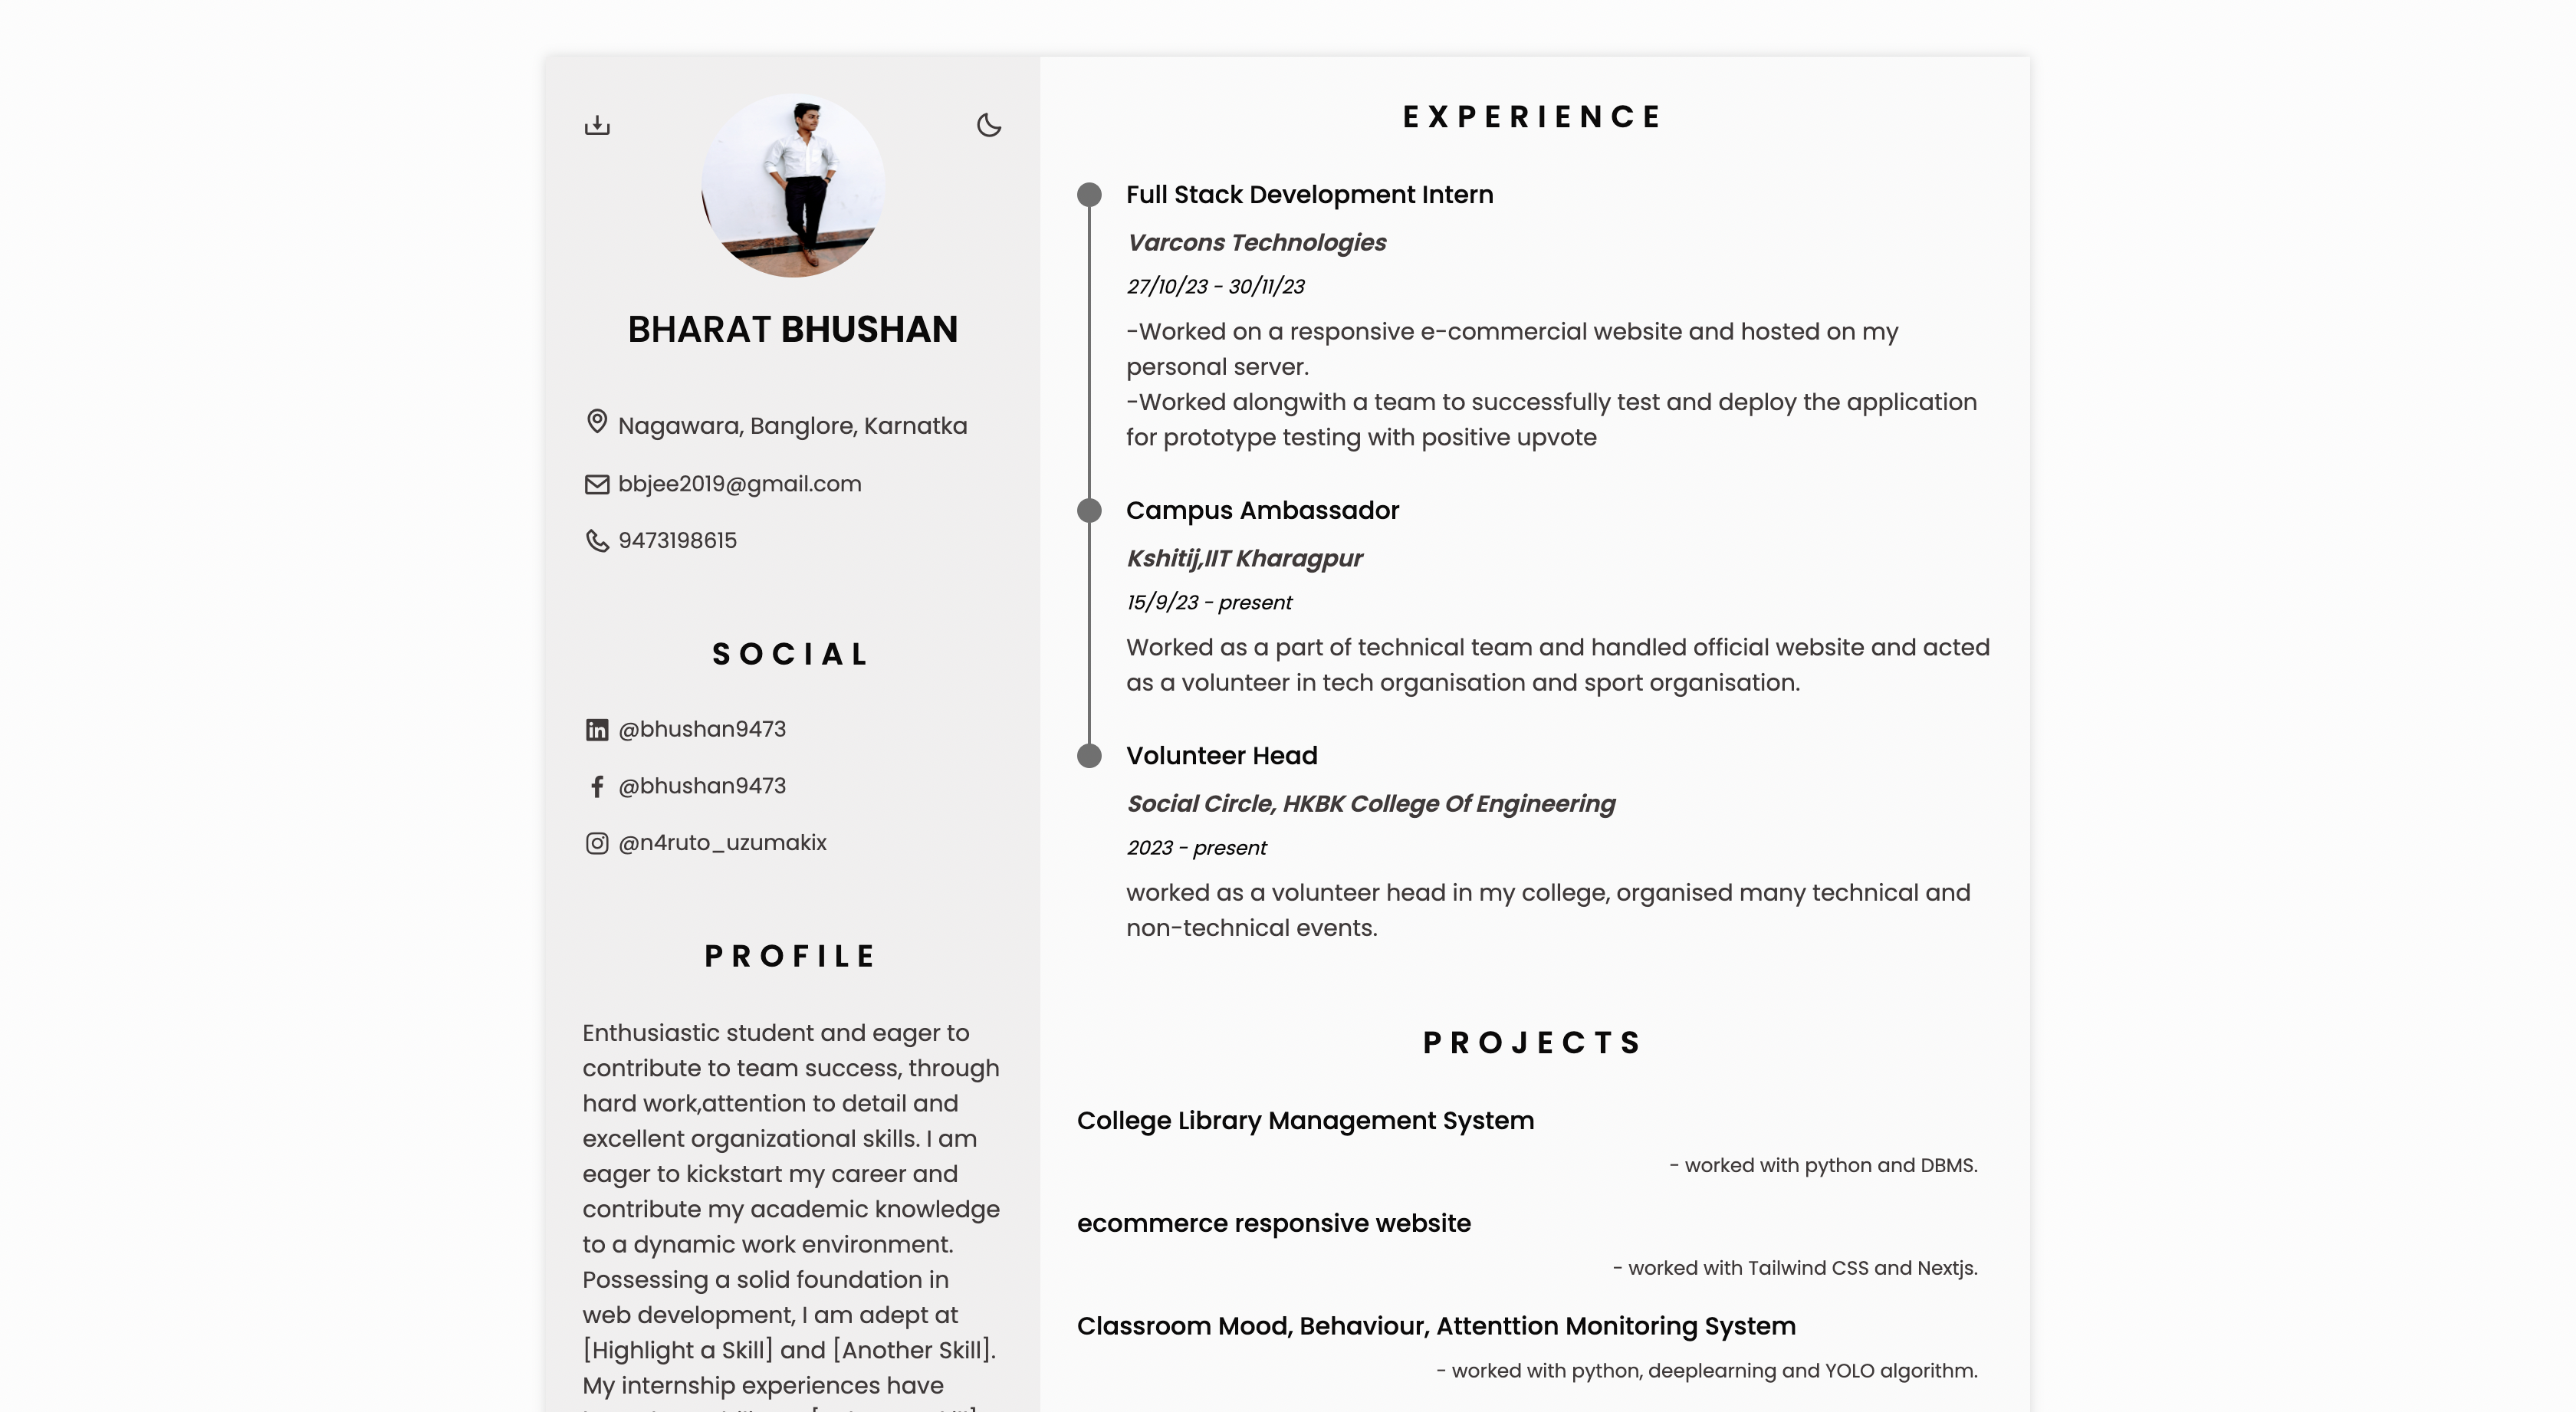 BHARAT BHUSHAN
Nagawara, Banglore, Karnatka
bbjee2019@gmail.com
9473198615
SOCIAL
@bhushan9473
@bhushan9473
@n4ruto_uzumakix
PROFILE
Enthusiastic student and eager to
contribute to team success, through
hard work,attention to detail and
excellent organizational skills. I am
eager to kickstart my career and
contribute my academic knowledge
to a dynamic work environment.
Possessing a solid foundation in
web development, I am adept at
[Highlight a Skill] and [Another Skill].
My internship experiences have
EXPERIENCE
Full Stack Development Intern
Varcons Technologies
27/10/23 - 30/11/23
-Worked on a responsive e-commercial website and hosted on my
personal server.
-Worked alongwith a team to successfully test and deploy the application
for prototype testing with positive upvote
Campus Ambassador
Kshitij,IIT Kharagpur
15/9/23 - present
Worked as a part of technical team and handled official website and acted
as a volunteer in tech organisation and sport organisation.
Volunteer Head
Social Circle, HKBK College Of Engineering
2023 - present
worked as a volunteer head in my college, organised many technical and
non-technical events.
PROJECTS
College Library Management System
- worked with python and DBMS.
ecommerce responsive website
- worked with Tailwind CSS and Nextjs.
Classroom Mood, Behaviour, Attenttion Monitoring System
- worked with python, deeplearning and YOLO algorithm.